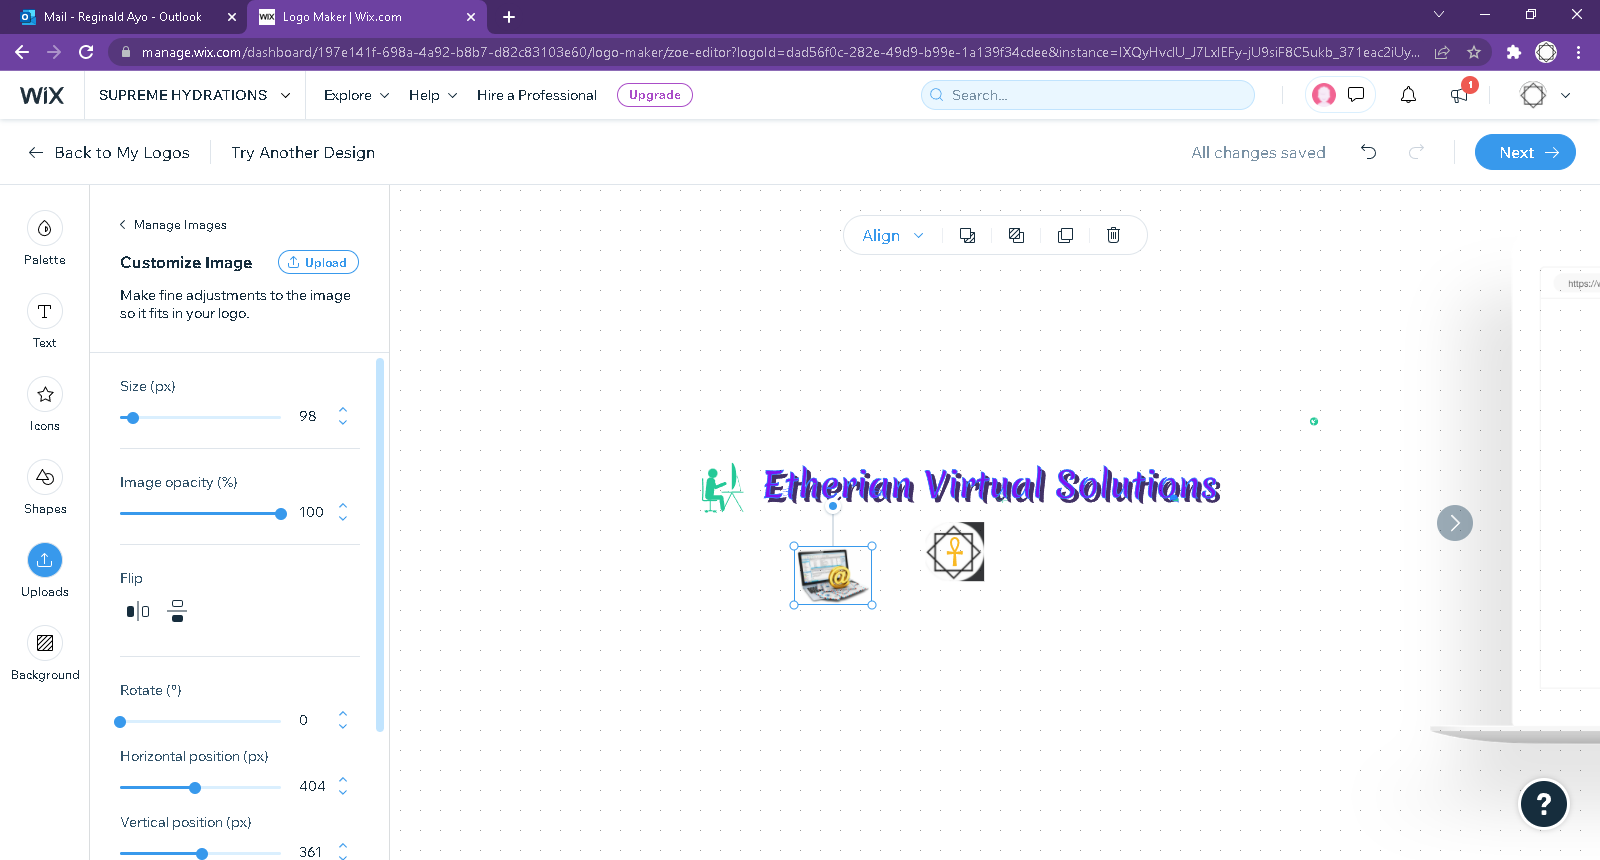 Mail - Reginald Ayo - Outlook
WiX Logo Maker | Wix.com
manage.wix.com/dashboard/197e141f-698a-4a92-b8b7-d82c83103e60/logo-maker/zoe-editor?logoId=dad56f0c-282e-49d9-b99e-1a139f34cdee&instance=IXQyHvclU_J7LxIEFy-jU9siF8C5ukb_371eac2iUy...
WiX SUPREME HYDRATIONS Explore Help Hire a Professional Upgrade Search... 1
Back to My Logos Try Another Design All changes saved Next
Manage Images
Customize Image Upload
Make fine adjustments to the image
so it fits in your logo.
Palette
Text
Icons
Shapes
Uploads
Background
Size (px)
98
Image opacity (%)
100
Flip
Rotate (°)
0
Horizontal position (px)
404
Vertical position (px)
361
Align
https://w
Etherian Virtual Solutions
@
?